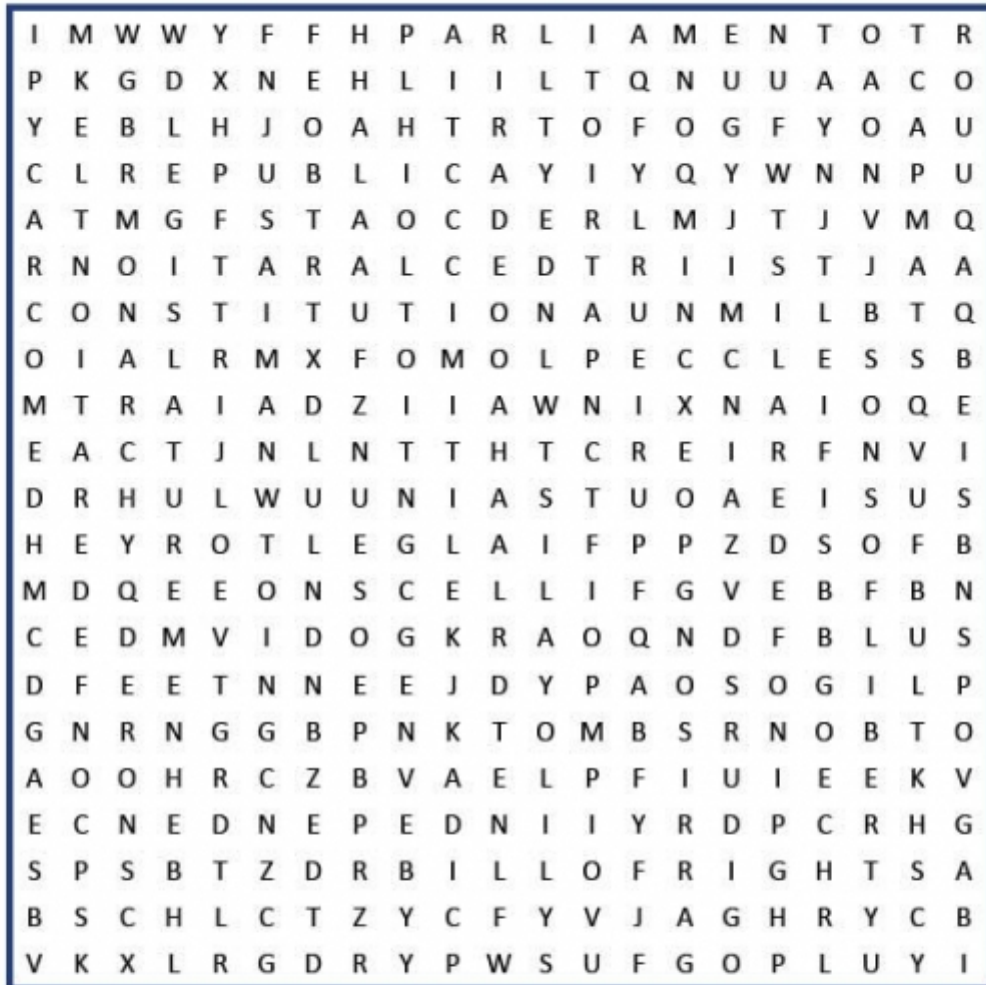 I M W W Y F F H P A R L I A M E N T O T R
P K G D X N E H L I I L T Q N U U A A C O
Y E B L H J O A H T R T O F O G F Y O A U
C L R E P U B L I C A Y I Y Q Y W N N P U
A T M G F S T A O C D E R L M J T J V M Q
R N O I T A R A L C E D T R I I S T J A A
C O N S T I T U T I O N A U N M I L B T Q
O I A L R M X F O M O L P E C C L E S S B
M T R A I A D Z I I A W N I X N A I O Q E
E A C T J N L N T T H T C R E I R F N V I
D R H U L W U U N I A S T U O A E I S U S
H E Y R O T L E G L A I F P P Z D S O F B
M D Q E E O N S C E L L I F G V E B F B N
C E D M V I D O G K R A O Q N D F B L U S
D F E E T N N E E J D Y P A O S O G I L P
G N R N G G B P N K T O M B S R N O B T O
A O O H R C Z B V A E L P F I U I E E K V
E C N E D N E P E D N I I Y R D P C R H G
S P S B T Z D R B I L L O F R I G H T S A
B S C H L C T Z Y C F Y V J A G H R Y C B
V K X L R G D R Y P W S U F G O P L U Y I